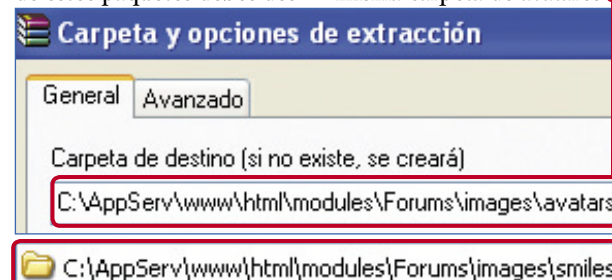 Carpeta y opciones de extracción
General Avanzado
Carpeta de destino (si no existe, se creará)
C:\AppServ\www\html\modules\Forums\images\avatars
C:\AppServ\www\html\modules\Forums\images\smiles